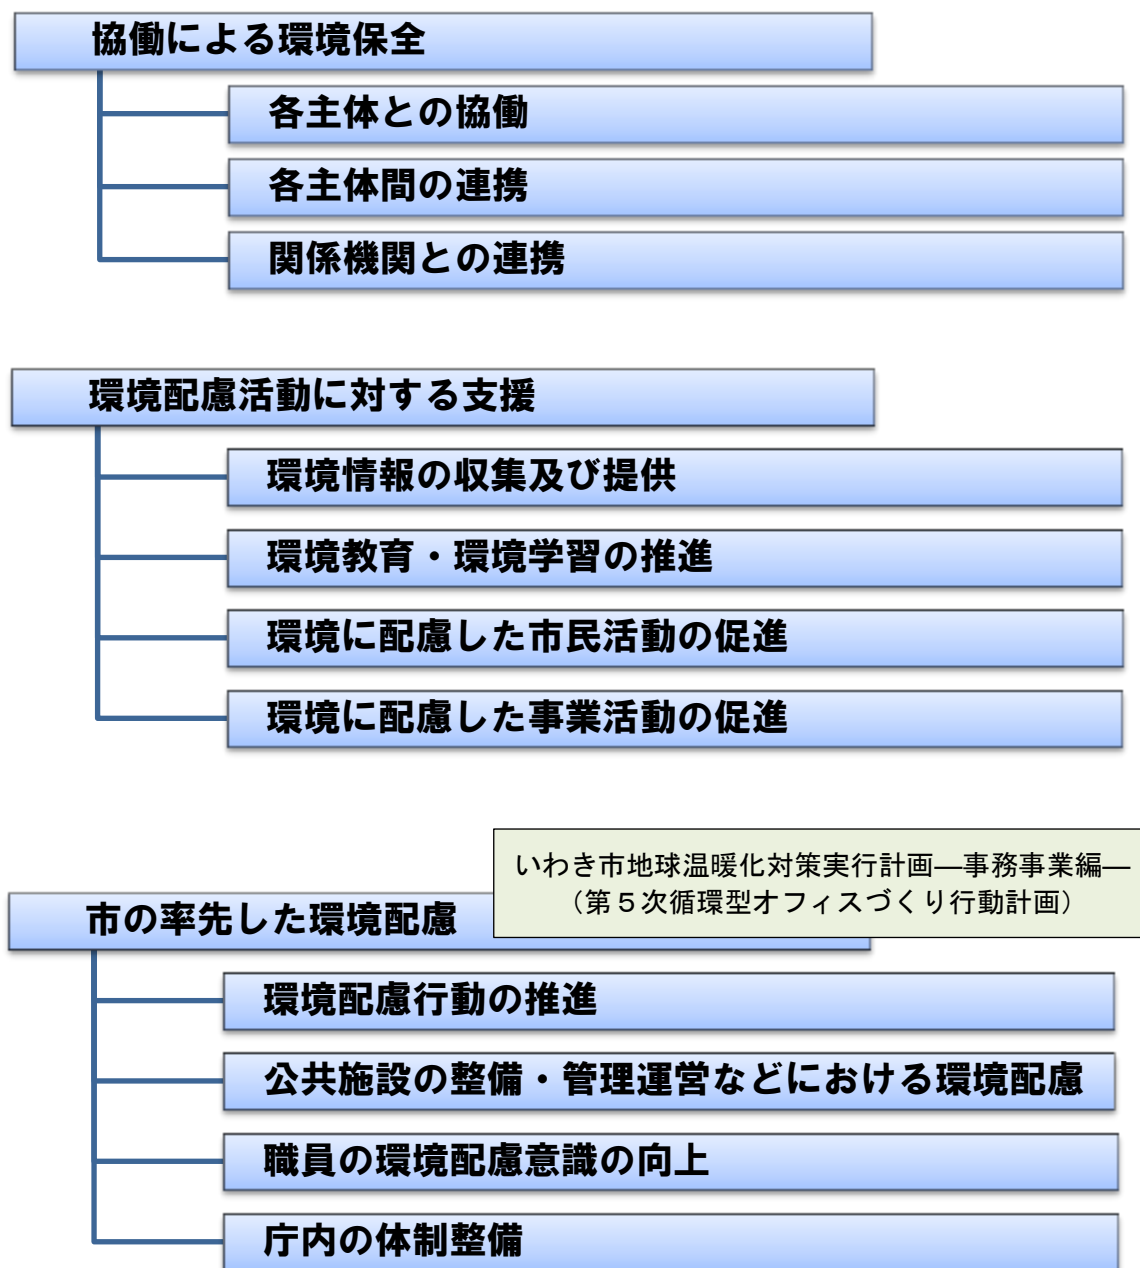 協働による環境保全
各主体との協働
各主体間の連携
関係機関との連携
環境配慮活動に対する支援
環境情報の収集及び提供
環境教育・環境学習の推進
環境に配慮した市民活動の促進
環境に配慮した事業活動の促進
いわき市地球温暖化対策実行計画―事務事業編―
（第５次循環型オフィスづくり行動計画）
市の率先した環境配慮
環境配慮行動の推進
公共施設の整備・管理運営などにおける環境配慮
職員の環境配慮意識の向上
庁内の体制整備